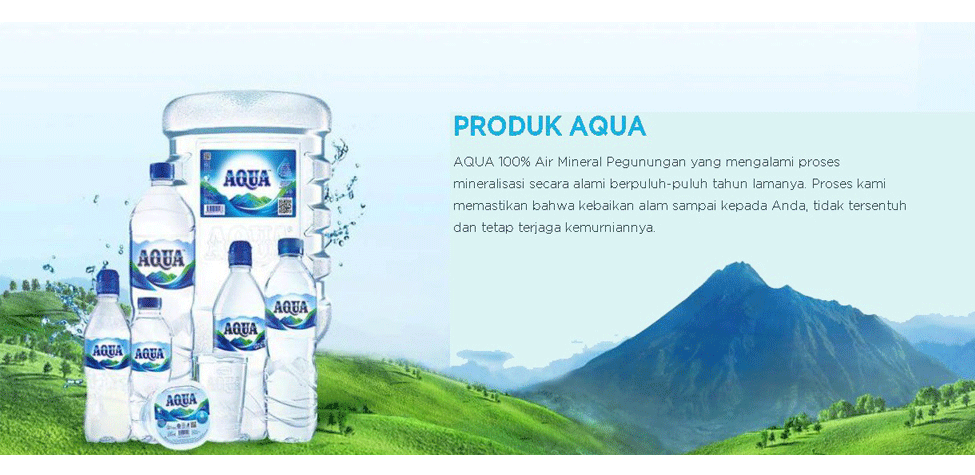 PRODUK AQUA
AQUA 100% Air Mineral Pegunungan yang mengalami proses
mineralisasi secara alami berpuluh-puluh tahun lamanya. Proses kami
memastikan bahwa kebaikan alam sampai kepada Anda, tidak tersentuh
dan tetap terjaga kemurniannya.
AQUA
AQUA
AQUA
AQUA
AQUA
AQUA
AQUA
AQUA